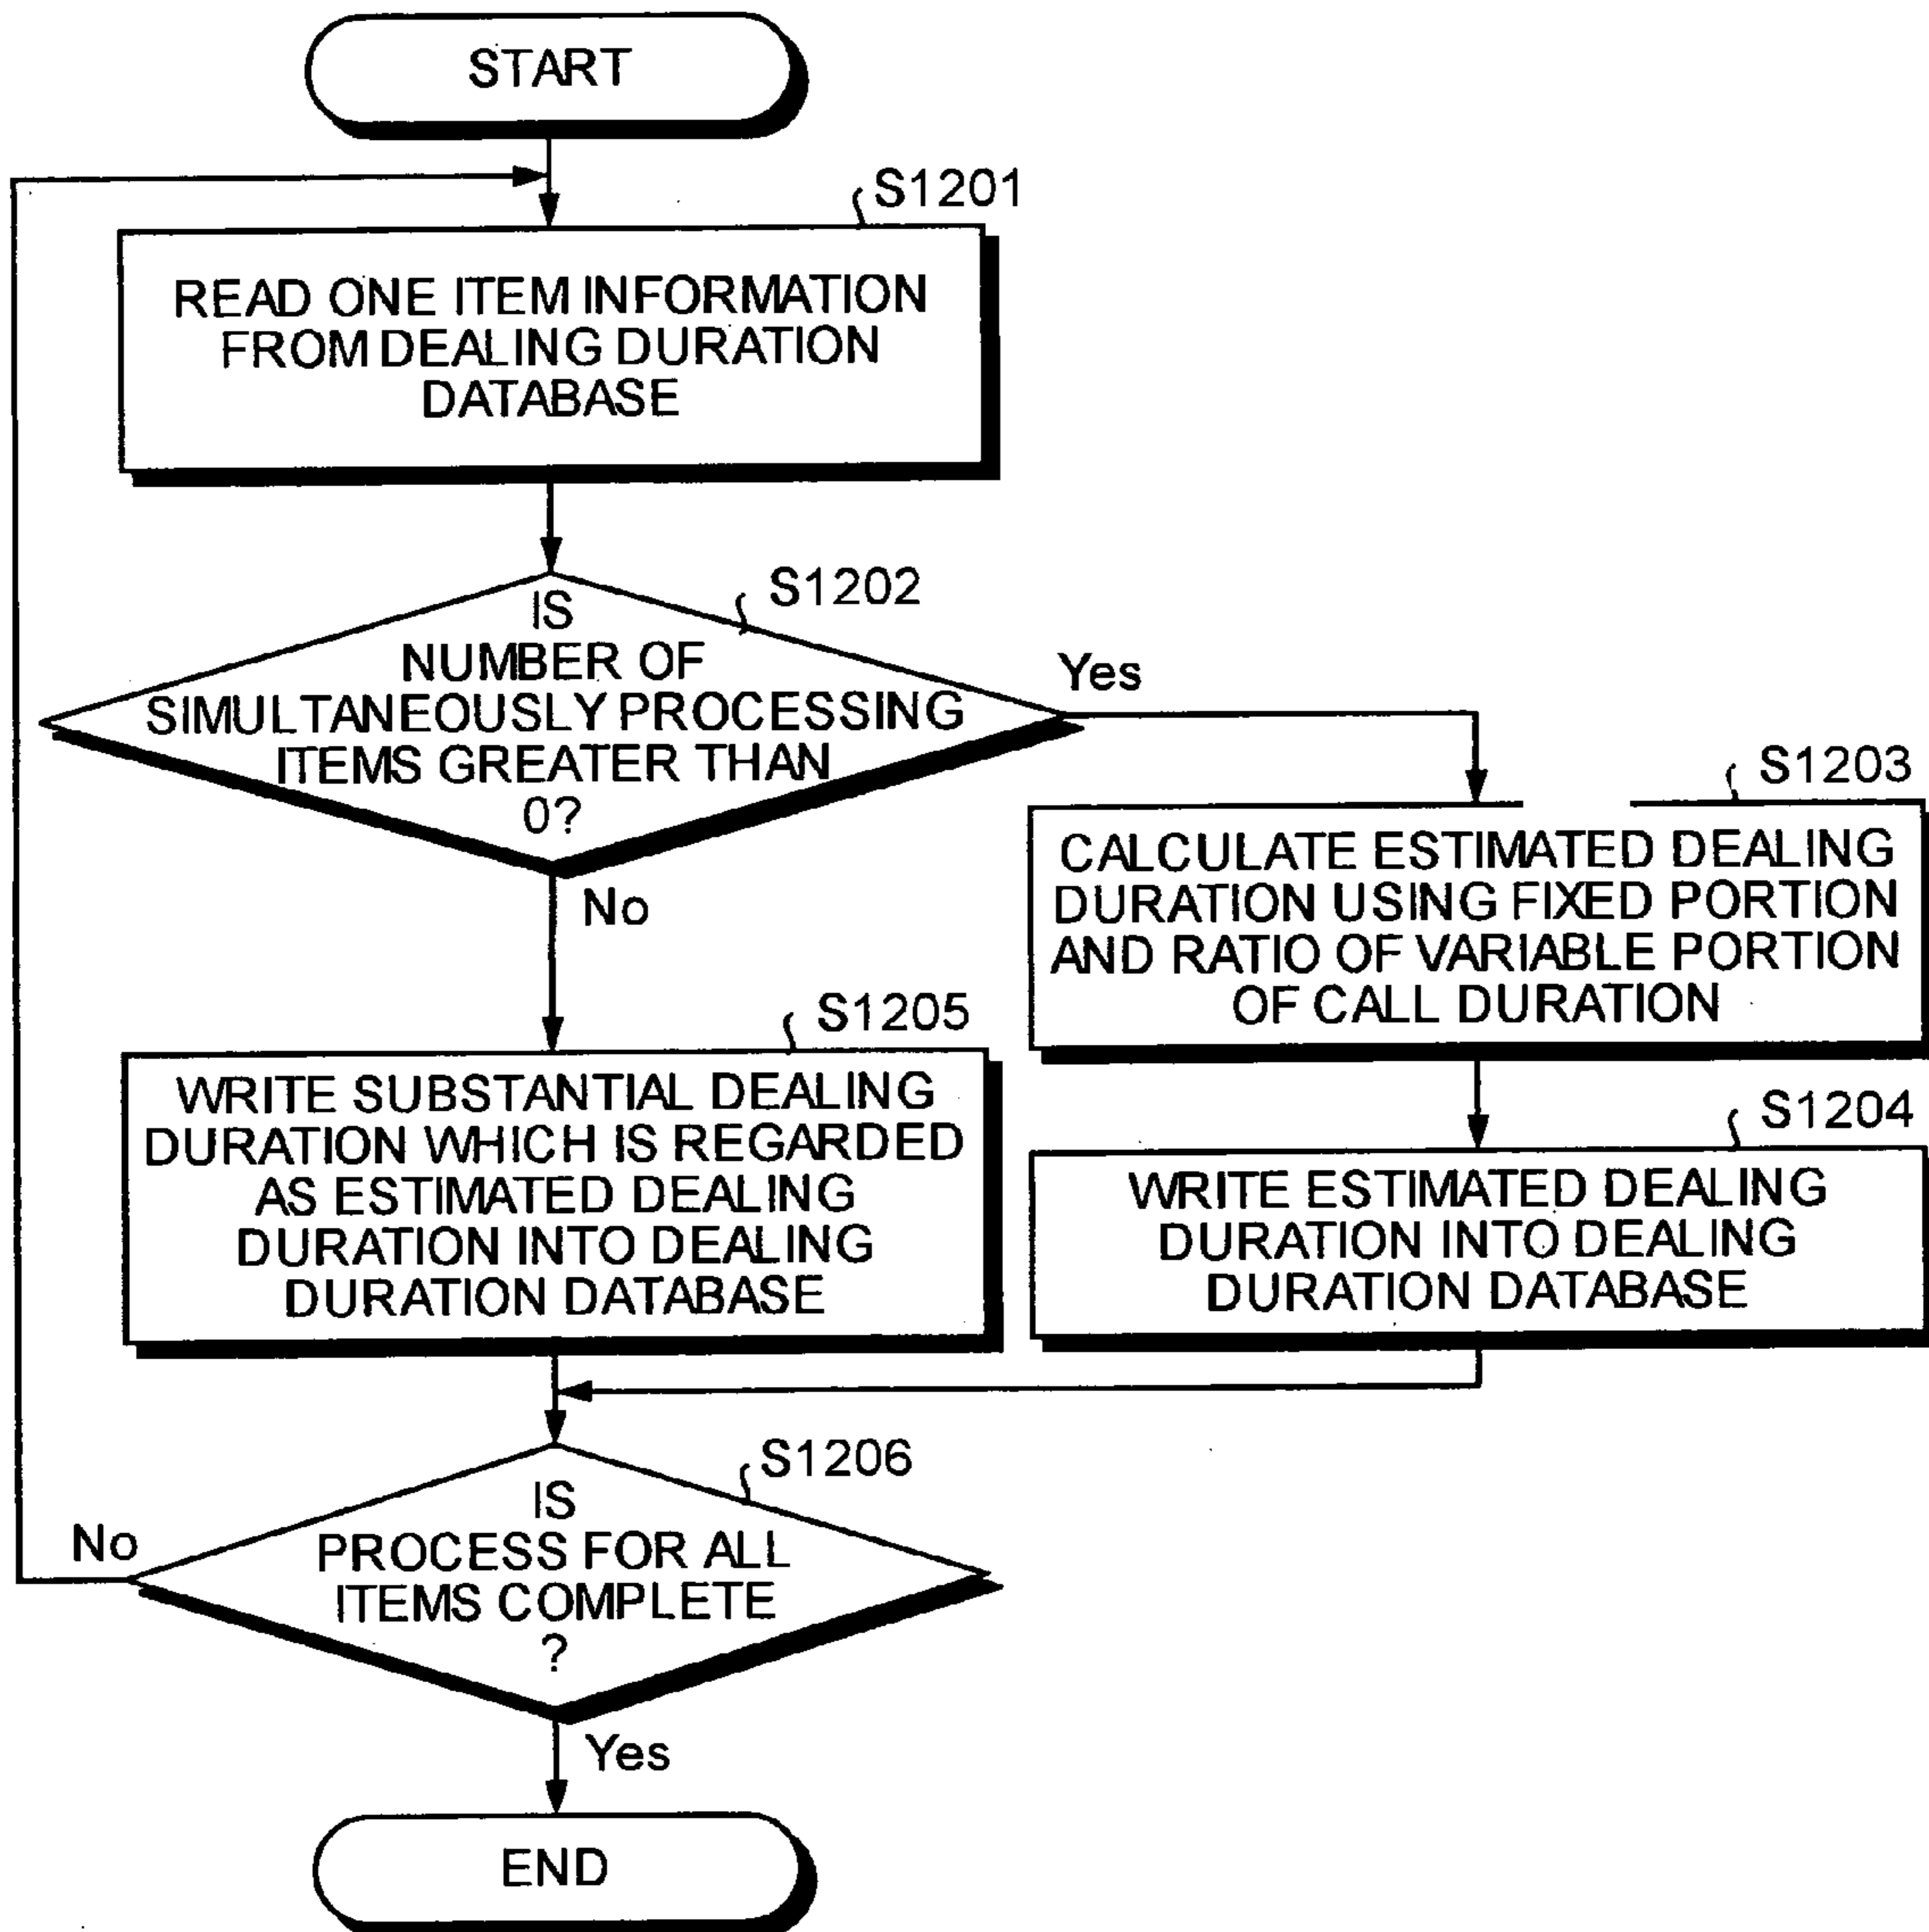 START
S1201
READ ONE ITEM INFORMATION
FROM DEALING DURATION
DATABASE
S1202
IS
NUMBER OF
SIMULTANEOUSLY PROCESSING
ITEMS GREATER THAN
0?
Yes
No
S1203
CALCULATE ESTIMATED DEALING
DURATION USING FIXED PORTION
AND RATIO OF VARIABLE PORTION
OF CALL DURATION
S1205
WRITE SUBSTANTIAL DEALING
DURATION WHICH IS REGARDED
AS ESTIMATED DEALING
DURATION INTO DEALING
DURATION DATABASE
S1204
WRITE ESTIMATED DEALING
DURATION INTO DEALING
DURATION DATABASE
S1206
IS
PROCESS FOR ALL
ITEMS COMPLETE
?
No
Yes
END